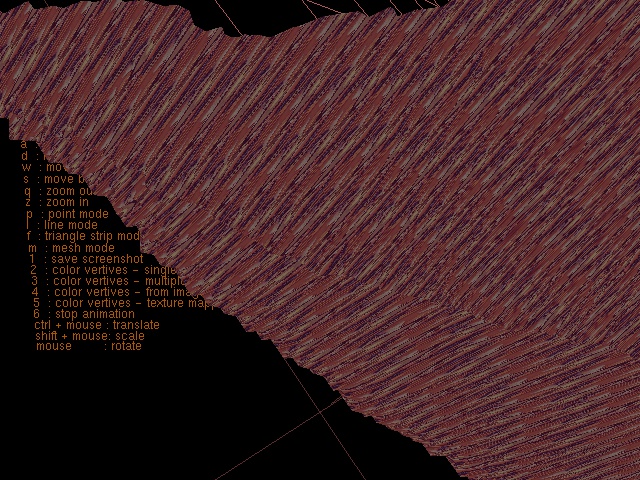 a :
d :
w : mo
s : move b
q : zoom ou
z : zoom in
p : point mode
l : line mode
f : triangle strip mod
m : mesh mode
1 : save screenshot
2 : color vertives - single
3 : color vertives - multipl
4 : color vertives - from imag
5 : color vertives - texture map
6 : stop animation
ctrl + mouse : translate
shift + mouse: scale
mouse : rotate